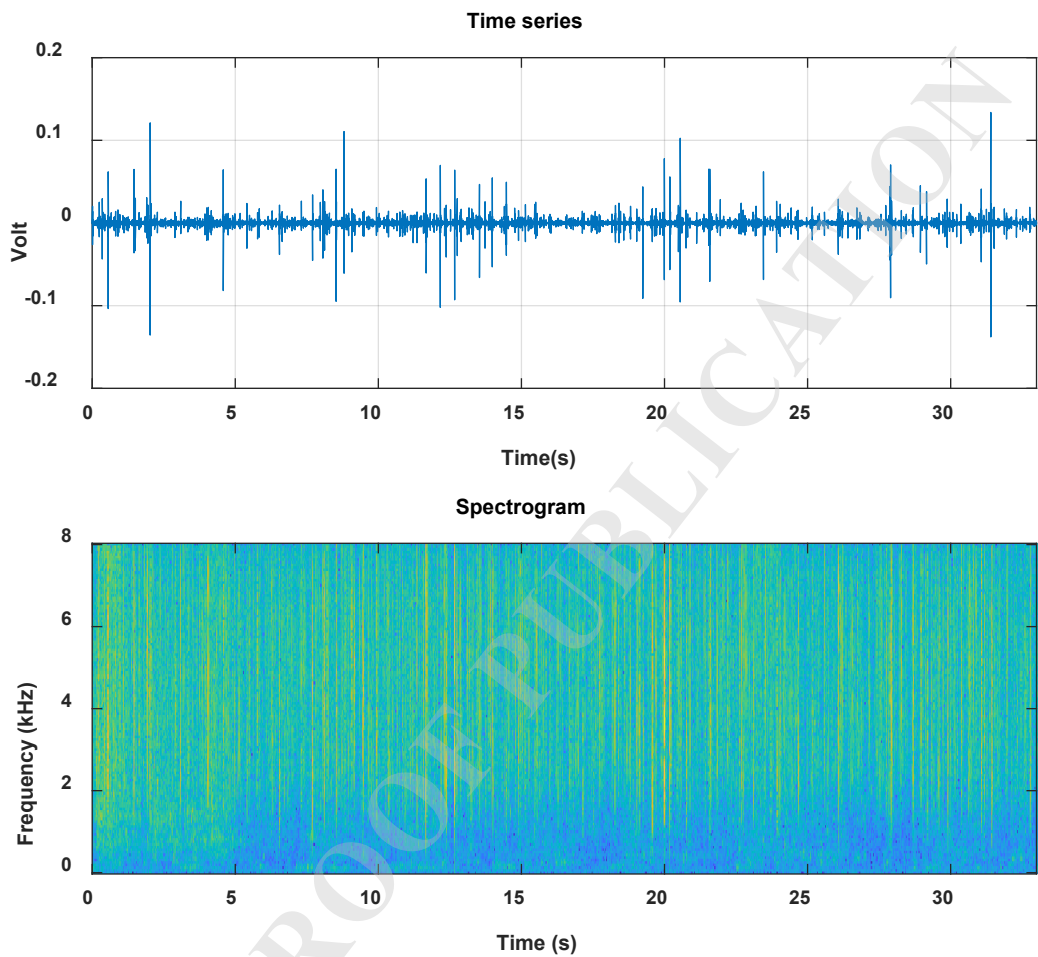 Time series
0.2
0.1
0
-0.1
-0.2
Volt
0 5 10 15 20 25 30
Time(s)
Spectrogram
8
6
4
2
0
Frequency (kHz)
0 5 10 15 20 25 30
Time (s)
ROOF PUBLICATION